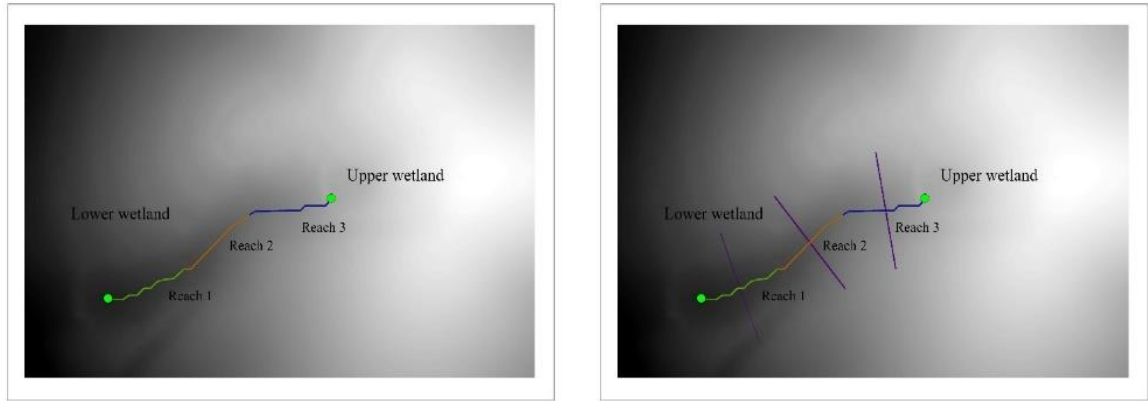 Upper wetland
Lower wetland
Reach 3
Reach 2
Reach 1
Upper wetland
Lower wetland
Reach 3
Reach 2
Reach 1